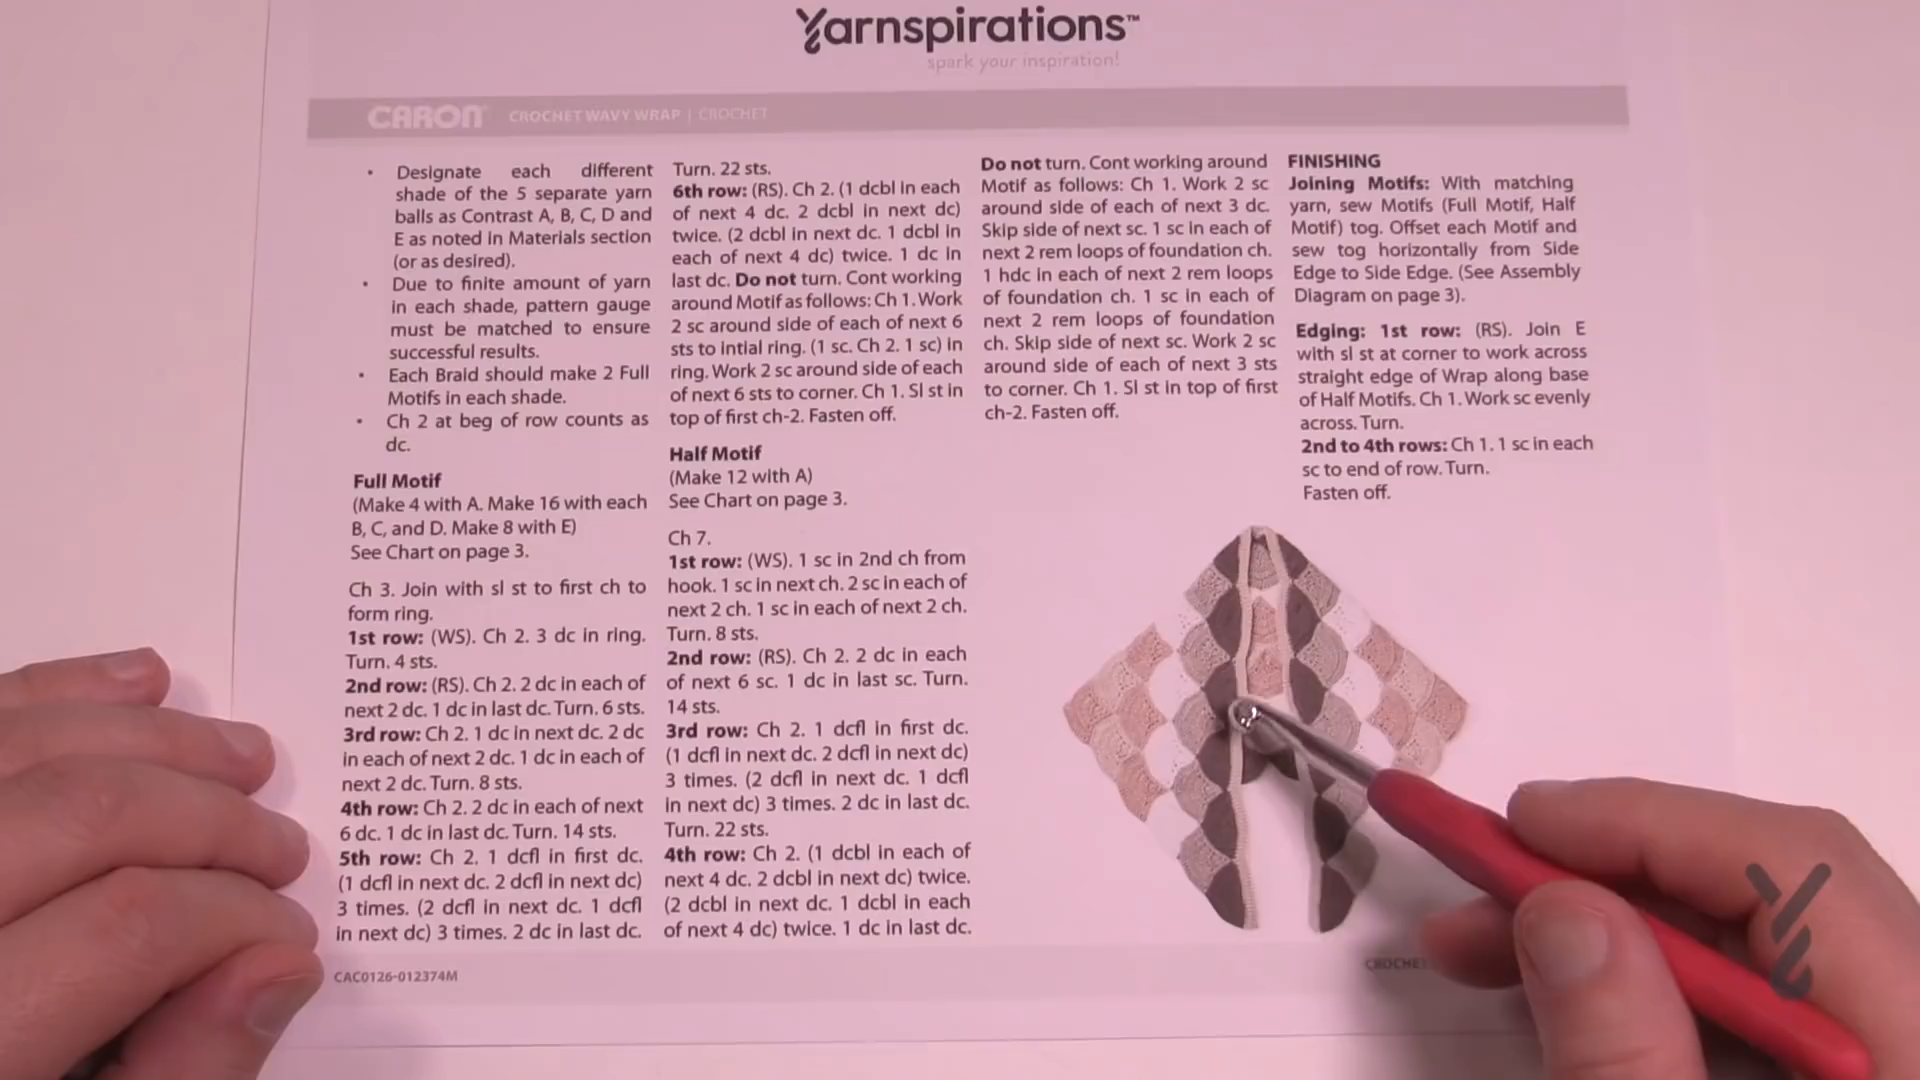 Yarnspirations™
spark your inspiration!
CARON® CROCHET WAVY WRAP | CROCHET
• Designate each different
shade of the 5 separate yarn
balls as Contrast A, B, C, D and
E as noted in Materials section
(or as desired).
• Due to finite amount of yarn
in each shade, pattern gauge
must be matched to ensure
successful results.
• Each Braid should make 2 Full
Motifs in each shade.
• Ch 2 at beg of row counts as
dc.
Full Motif
(Make 4 with A. Make 16 with each
B, C, and D. Make 8 with E)
See Chart on page 3.
Ch 3. Join with sl st to first ch to
form ring.
1st row: (WS). Ch 2. 3 dc in ring.
Turn. 4 sts.
2nd row: (RS). Ch 2. 2 dc in each of
next 2 dc. 1 dc in last dc. Turn. 6 sts.
3rd row: Ch 2. 1 dc in next dc. 2 dc
in each of next 2 dc. 1 dc in each of
next 2 dc. Turn. 8 sts.
4th row: Ch 2. 2 dc in each of next
6 dc. 1 dc in last dc. Turn. 14 sts.
5th row: Ch 2. 1 dcfl in first dc.
(1 dcfl in next dc. 2 dcfl in next dc)
3 times. (2 dcfl in next dc. 1 dcfl
in next dc) 3 times. 2 dc in last dc.
Turn. 22 sts.
6th row: (RS). Ch 2. (1 dcbl in each
of next 4 dc. 2 dcbl in next dc)
twice. (2 dcbl in next dc. 1 dcbl in
each of next 4 dc) twice. 1 dc in
last dc. Do not turn. Cont working
around Motif as follows: Ch 1. Work
2 sc around side of each of next 6
sts to intial ring. (1 sc. Ch 2. 1 sc) in
ring. Work 2 sc around side of each
of next 6 sts to corner. Ch 1. Sl st in
top of first ch-2. Fasten off.
Half Motif
(Make 12 with A)
See Chart on page 3.
Ch 7.
1st row: (WS). 1 sc in 2nd ch from
hook. 1 sc in next ch. 2 sc in each of
next 2 ch. 1 sc in each of next 2 ch.
Turn. 8 sts.
2nd row: (RS). Ch 2. 2 dc in each
of next 6 sc. 1 dc in last sc. Turn.
14 sts.
3rd row: Ch 2. 1 dcfl in first dc.
(1 dcfl in next dc. 2 dcfl in next dc)
3 times. (2 dcfl in next dc. 1 dcfl
in next dc) 3 times. 2 dc in last dc.
Turn. 22 sts.
4th row: Ch 2. (1 dcbl in each of
next 4 dc. 2 dcbl in next dc) twice.
(2 dcbl in next dc. 1 dcbl in each
of next 4 dc) twice. 1 dc in last dc.
Do not turn. Cont working around
Motif as follows: Ch 1. Work 2 sc
around side of each of next 3 dc.
Skip side of next sc. 1 sc in each of
next 2 rem loops of foundation ch.
1 hdc in each of next 2 rem loops
of foundation ch. 1 sc in each of
next 2 rem loops of foundation
ch. Skip side of next sc. Work 2 sc
around side of each of next 3 sts
to corner. Ch 1. Sl st in top of first
ch-2. Fasten off.
FINISHING
Joining Motifs: With matching
yarn, sew Motifs (Full Motif, Half
Motif) tog. Offset each Motif and
sew tog horizontally from Side
Edge to Side Edge. (See Assembly
Diagram on page 3).
Edging: 1st row: (RS). Join E
with sl st at corner to work across
straight edge of Wrap along base
of Half Motifs. Ch 1. Work sc evenly
across. Turn.
2nd to 4th rows: Ch 1. 1 sc in each
sc to end of row. Turn.
Fasten off.
CAC0126-012374M